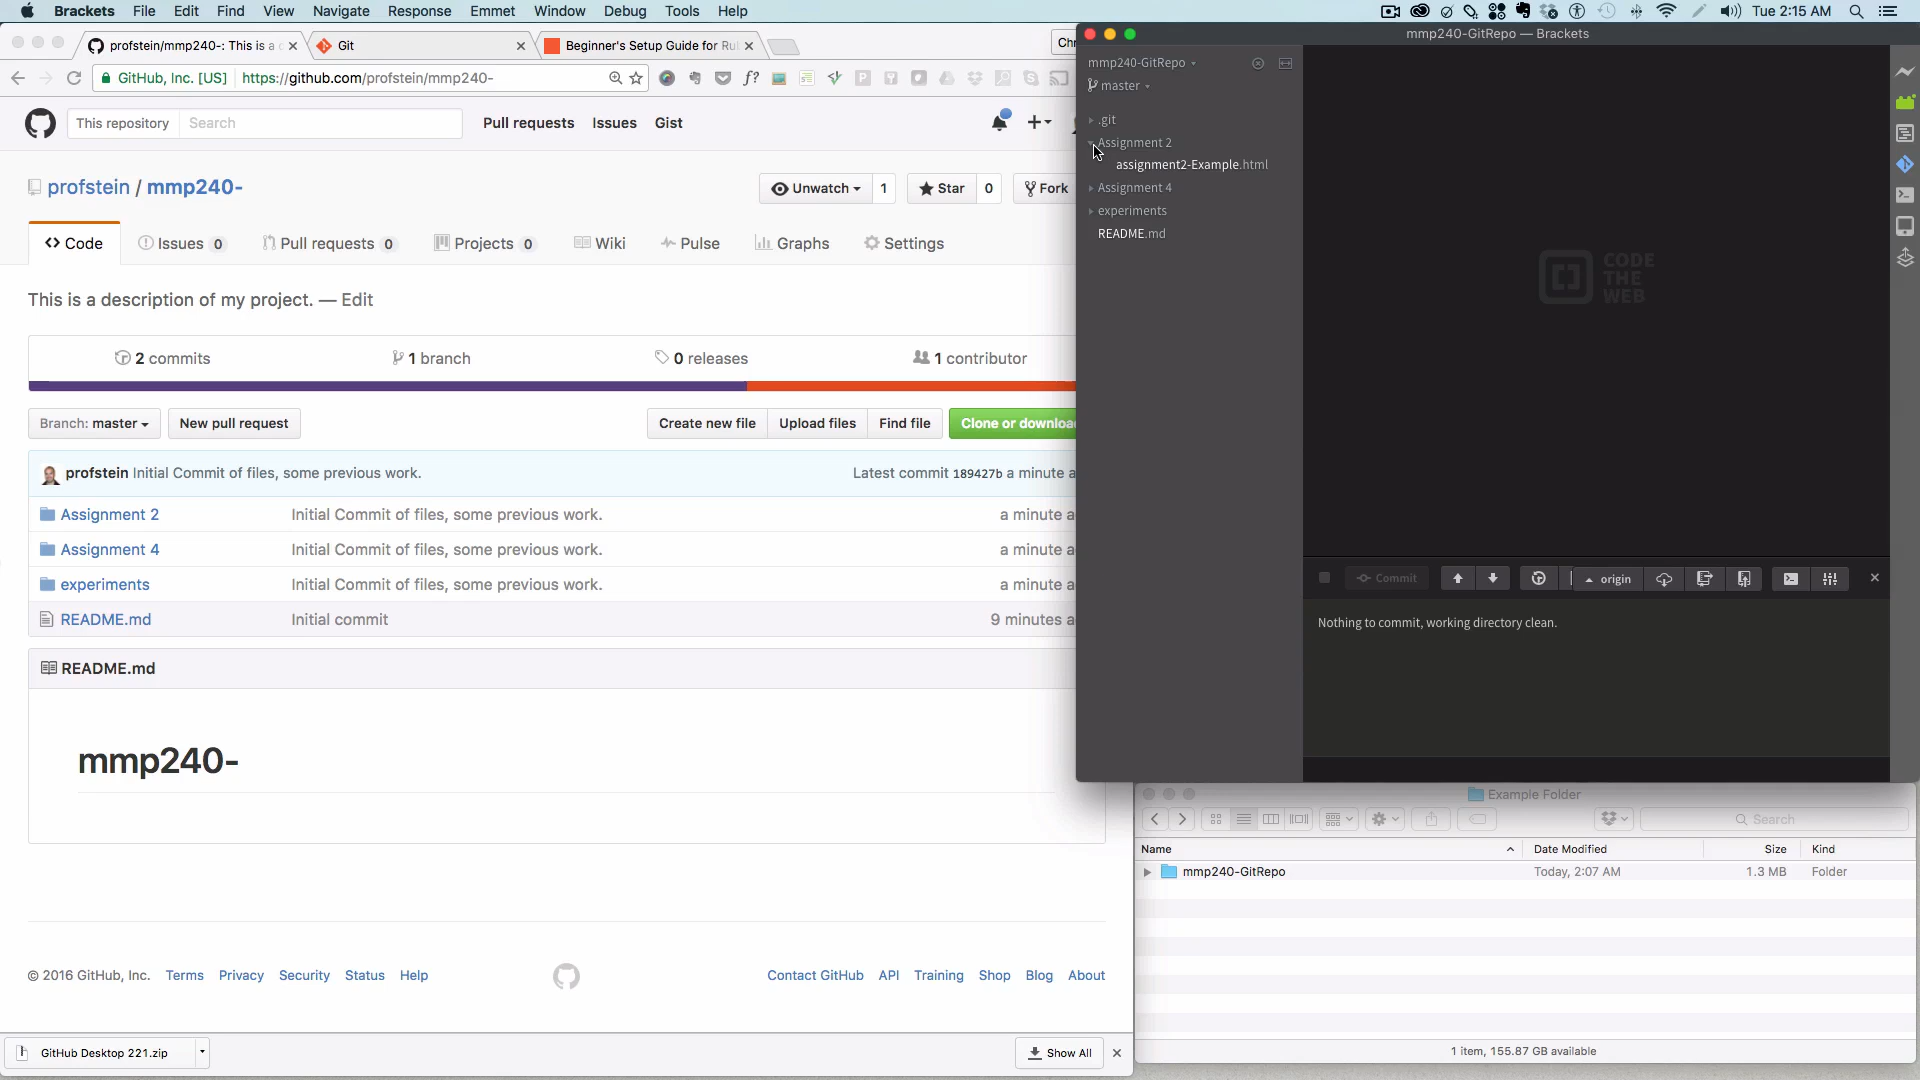 Brackets File Edit Find View Navigate Response Emmet Window Debug Tools Help
Tue 2:15 AM
profstein/mmp240-: This is a
Git
Beginner's Setup Guide for Ru
GitHub, Inc. [US] https://github.com/profstein/mmp240-
f?
This repository Search
Pull requests Issues Gist
profstein / mmp240-
Unwatch 1
Star 0
Fork
Code
Issues 0
Pull requests 0
Projects 0
Wiki
Pulse
Graphs
Settings
This is a description of my project. — Edit
2 commits
1 branch
0 releases
1 contributor
Branch: master
New pull request
Create new file
Upload files
Find file
Clone or download
profstein Initial Commit of files, some previous work.
Latest commit 189427b a minute a
Assignment 2 Initial Commit of files, some previous work. a minute a
Assignment 4 Initial Commit of files, some previous work. a minute a
experiments Initial Commit of files, some previous work. a minute a
README.md Initial commit 9 minutes a
README.md
mmp240-
© 2016 GitHub, Inc. Terms Privacy Security Status Help
Contact GitHub API Training Shop Blog About
GitHub Desktop 221.zip
Show All
mmp240-GitRepo — Brackets
mmp240-GitRepo
master
.git
Assignment 2
assignment2-Example.html
Assignment 4
experiments
README.md
CODE
THE
WEB
Commit
origin
Nothing to commit, working directory clean.
Example Folder
Search
Name Date Modified Size Kind
mmp240-GitRepo Today, 2:07 AM 1.3 MB Folder
1 item, 155.87 GB available